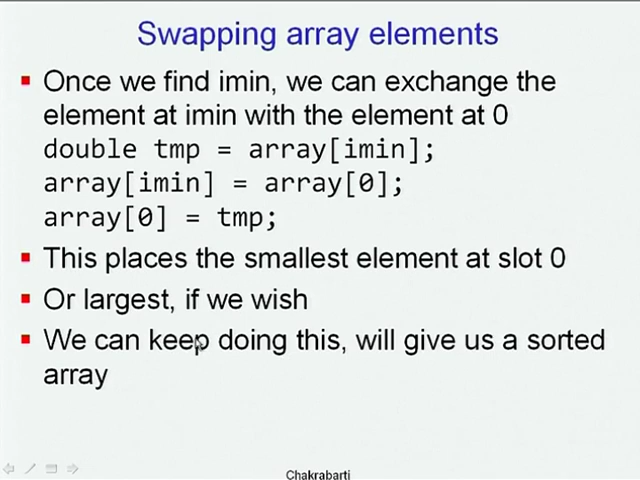 Swapping array elements
Once we find imin, we can exchange the
element at imin with the element at 0
double tmp = array[imin];
array[imin] = array[0];
array[0] = tmp;
This places the smallest element at slot 0
Or largest, if we wish
We can keep doing this, will give us a sorted
array
Chakrabarti